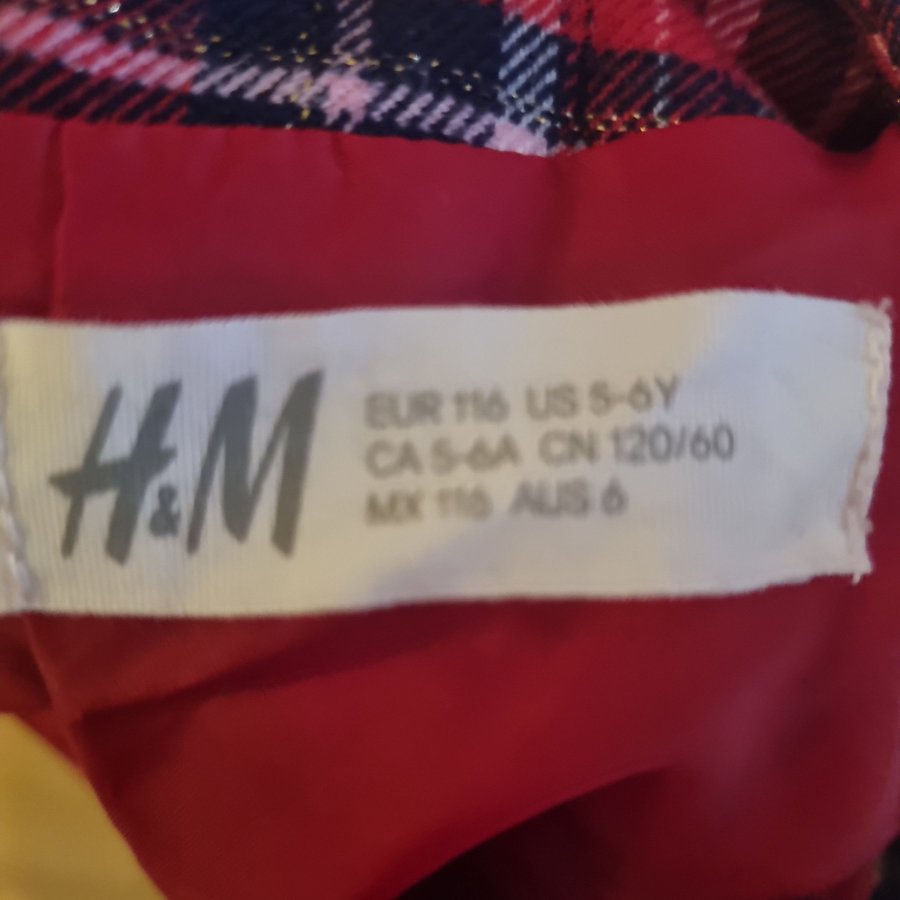 H&M
EUR 116 US 5-6Y
CA 5-6A CN 120/60
MX 116 AUS 6